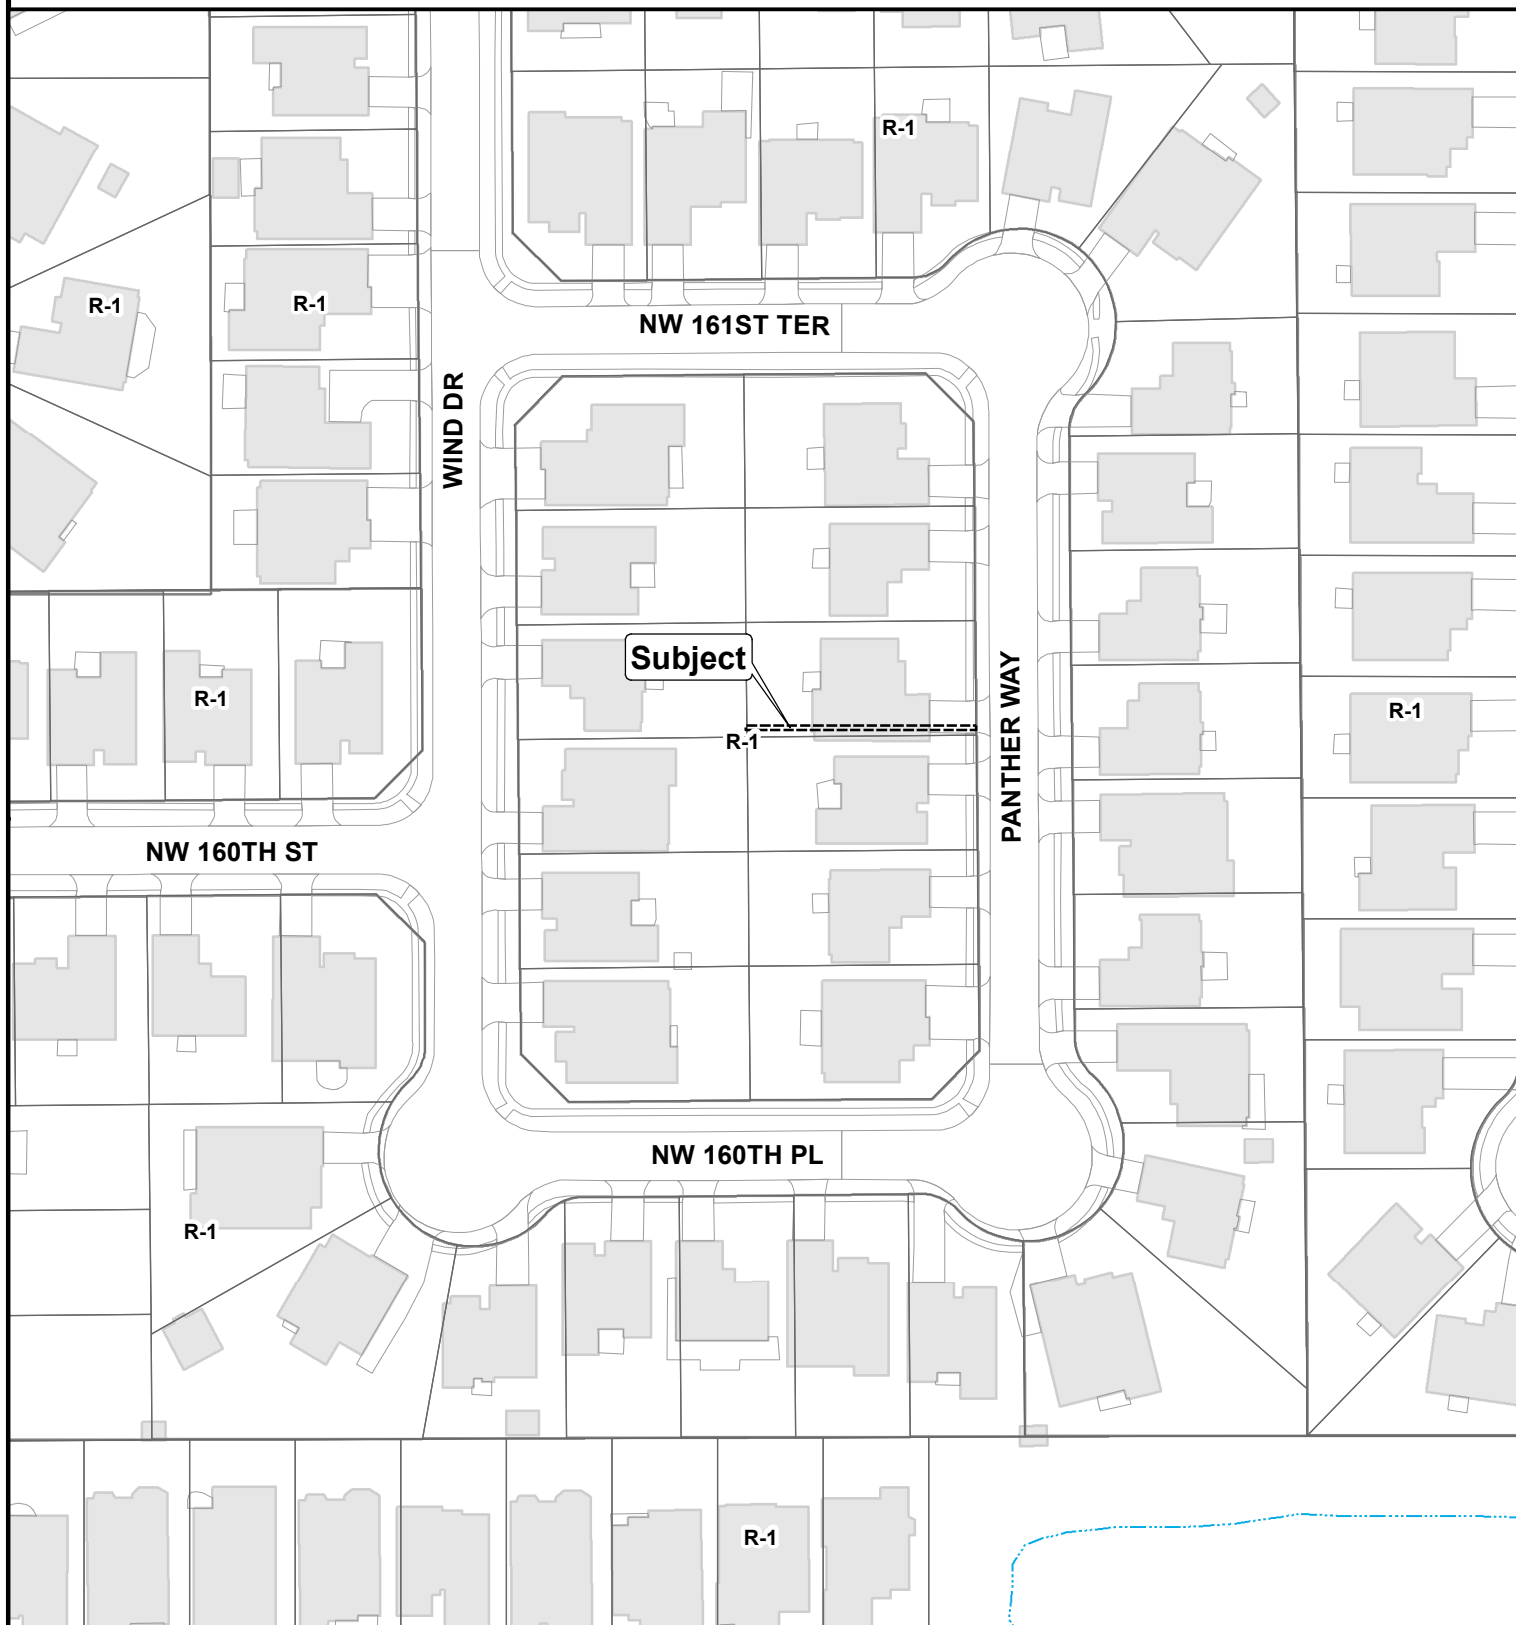 R-1
R-1
R-1
NW 161ST TER
WIND DR
Subject
PANTHER WAY
R-1
R-1
R-1
NW 160TH ST
NW 160TH PL
R-1
R-1